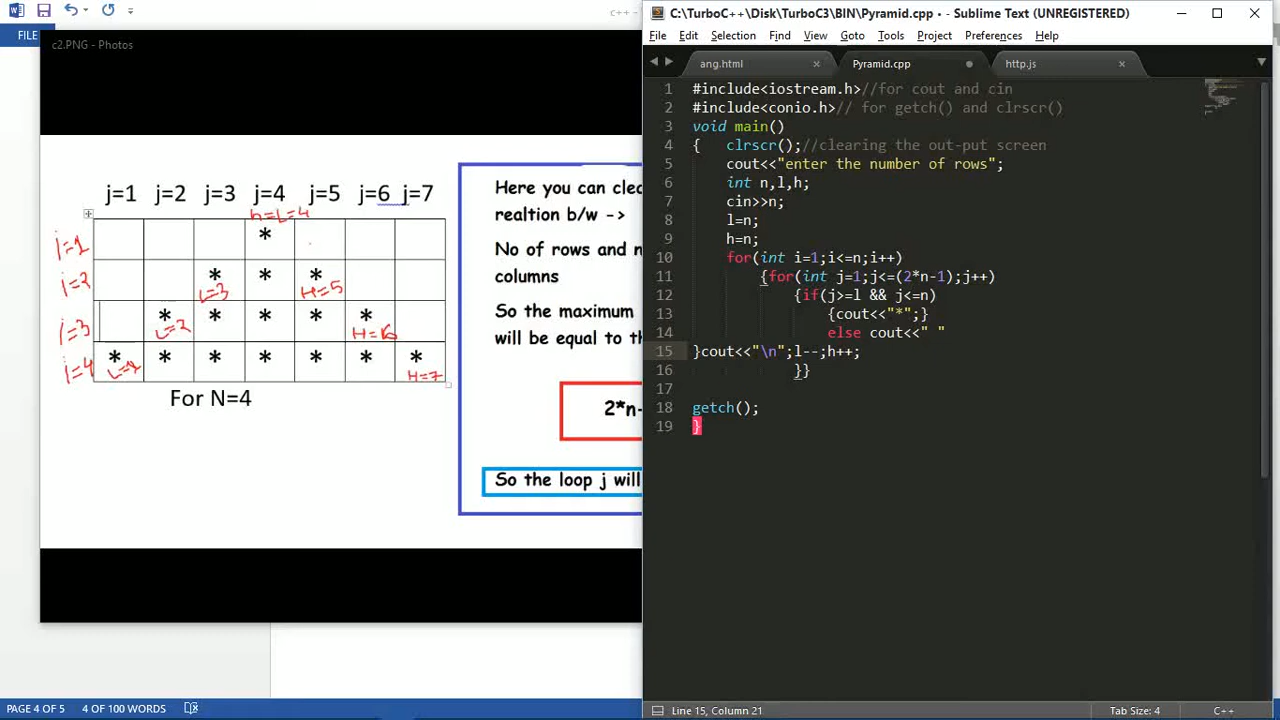 FILE
c++ -
c2.PNG - Photos
j=1 j=2 j=3 j=4 j=5 j=6 j=7
h=L=4
i=1 *
i=2 * * *
L=3 H=5
i=3 * * * * *
L=2 H=6
i=4 * * * * * * *
H=7
For N=4
Here you can clea
realtion b/w ->
No of rows and n
columns
So the maximum
will be equal to th
2*n-
So the loop j will
PAGE 4 OF 5 4 OF 100 WORDS
C:\TurboC++\Disk\TurboC3\BIN\Pyramid.cpp • - Sublime Text (UNREGISTERED)
File Edit Selection Find View Goto Tools Project Preferences Help
ang.html Pyramid.cpp http.js
1 #include<iostream.h>//for cout and cin
2 #include<conio.h>// for getch() and clrscr()
3 void main()
4 { clrscr();//clearing the out-put screen
5 cout<<"enter the number of rows";
6 int n,l,h;
7 cin>>n;
8 l=n;
9 h=n;
10 for(int i=1;i<=n;i++)
11 {for(int j=1;j<=(2*n-1);j++)
12 {if(j>=l && j<=n)
13 {cout<<"*";}
14 else cout<<" "
15 }cout<<"\n";l--;h++;
16 }}
17
18 getch();
19 }
Line 15, Column 21 Tab Size: 4 C++